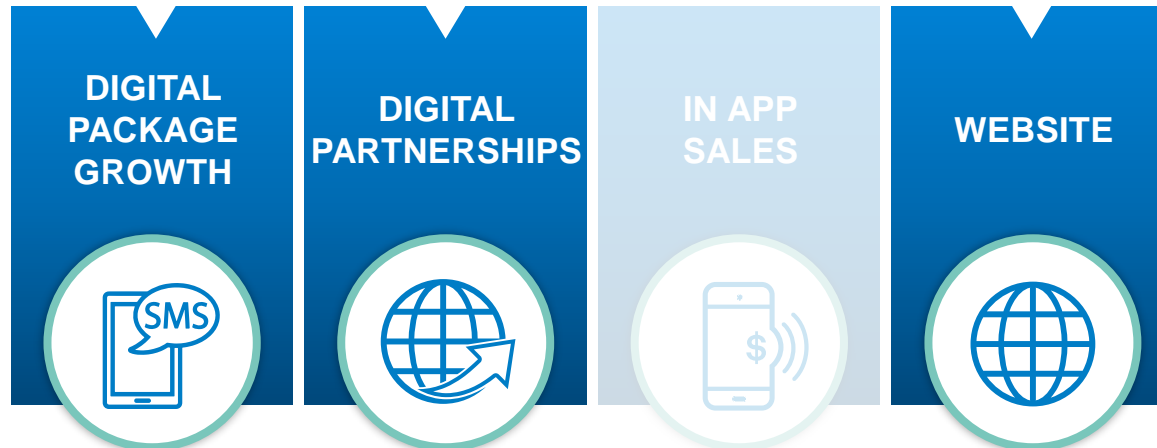 DIGITAL
PACKAGE
GROWTH
DIGITAL
PARTNERSHIPS
IN APP
SALES
WEBSITE
SMS
$